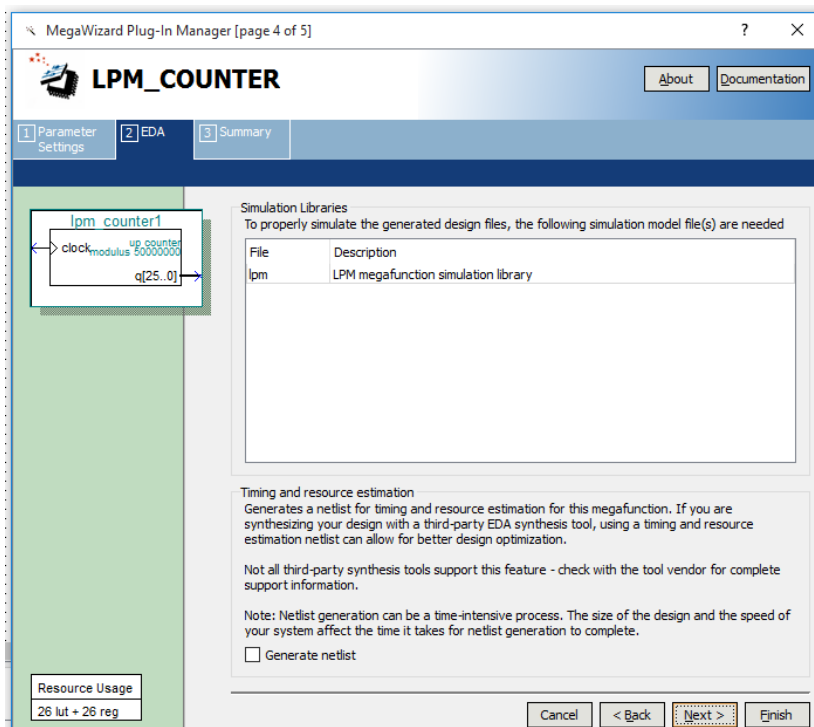 MegaWizard Plug-In Manager [page 4 of 5]
?
LPM_COUNTER
About
Documentation
1 Parameter Settings
2 EDA
3 Summary
lpm_counter1
clock
up counter
modulus 50000000
q[25..0]
Simulation Libraries
To properly simulate the generated design files, the following simulation model file(s) are needed
File Description
lpm LPM megafunction simulation library
Timing and resource estimation
Generates a netlist for timing and resource estimation for this megafunction. If you are
synthesizing your design with a third-party EDA synthesis tool, using a timing and resource
estimation netlist can allow for better design optimization.
Not all third-party synthesis tools support this feature - check with the tool vendor for complete
support information.
Note: Netlist generation can be a time-intensive process. The size of the design and the speed of
your system affect the time it takes for netlist generation to complete.
Generate netlist
Resource Usage
26 lut + 26 reg
Cancel
< Back
Next >
Finish